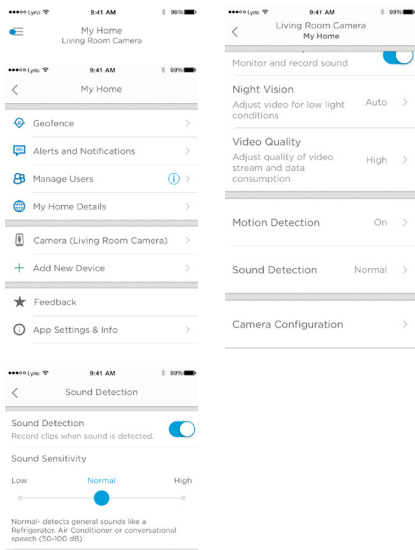 Lyric 9:41 AM 99%
My Home
Living Room Camera
Lyric 9:41 AM 99%
My Home
Geofence
Alerts and Notifications
Manage Users
My Home Details
Camera (Living Room Camera)
Add New Device
Feedback
App Settings & Info
Lyric 9:41 AM 99%
Sound Detection
Sound Detection
Record clips when sound is detected.
Sound Sensitivity
Low Normal High
Normal- detects general sounds like a
Refrigerator, Air Conditioner or conversational
speech (50-100 dB)
Lyric 9:41 AM 89%
Living Room Camera
My Home
Monitor and record sound
Night Vision
Adjust video for low light
conditions
Auto
Video Quality
Adjust quality of video
stream and data
consumption
High
Motion Detection On
Sound Detection Normal
Camera Configuration